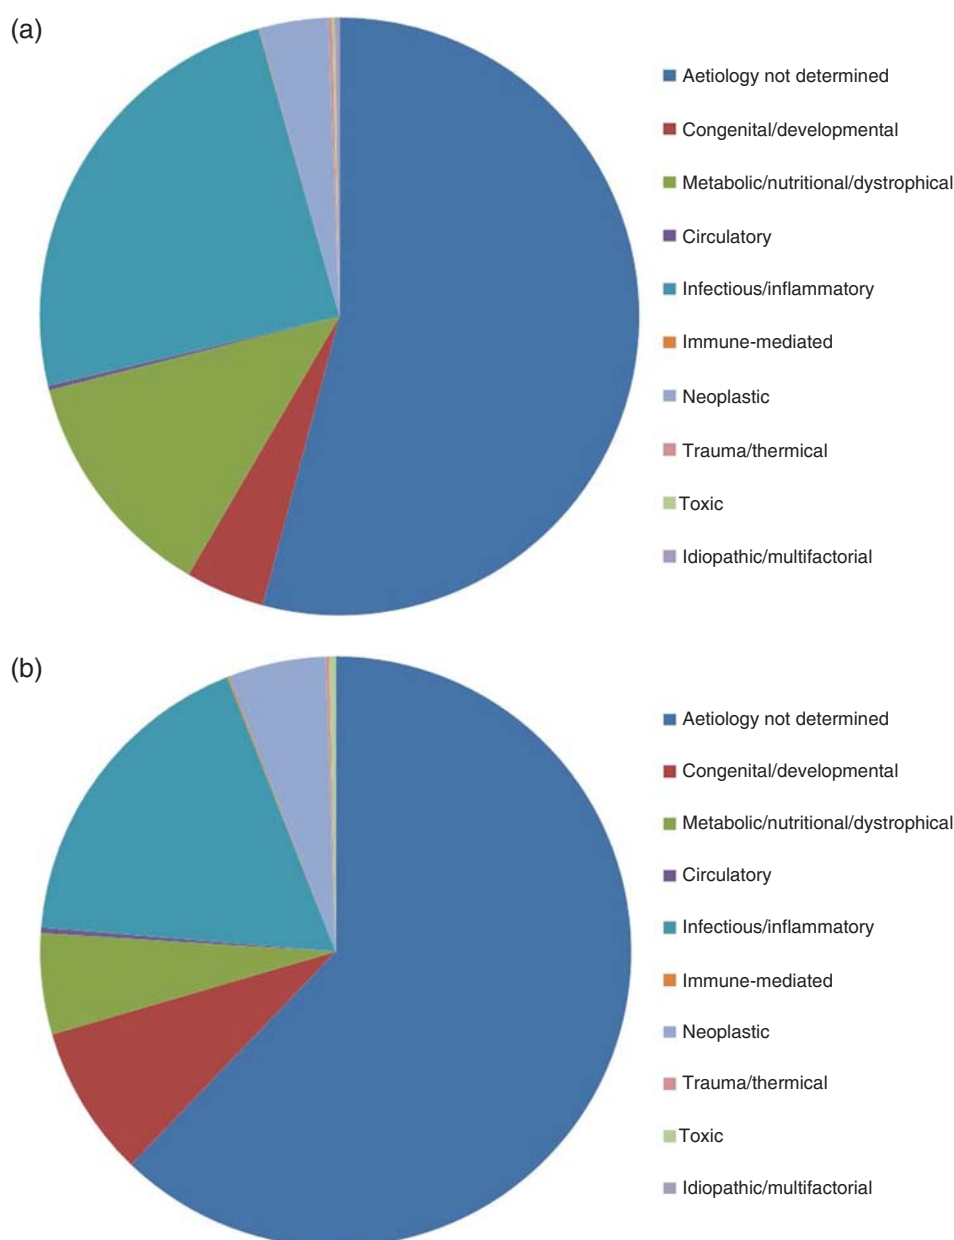 (a)
Aetiology not determined
Congenital/developmental
Metabolic/nutritional/dystrophical
Circulatory
Infectious/inflammatory
Immune-mediated
Neoplastic
Trauma/thermical
Toxic
Idiopathic/multifactorial
(b)
Aetiology not determined
Congenital/developmental
Metabolic/nutritional/dystrophical
Circulatory
Infectious/inflammatory
Immune-mediated
Neoplastic
Trauma/thermical
Toxic
Idiopathic/multifactorial